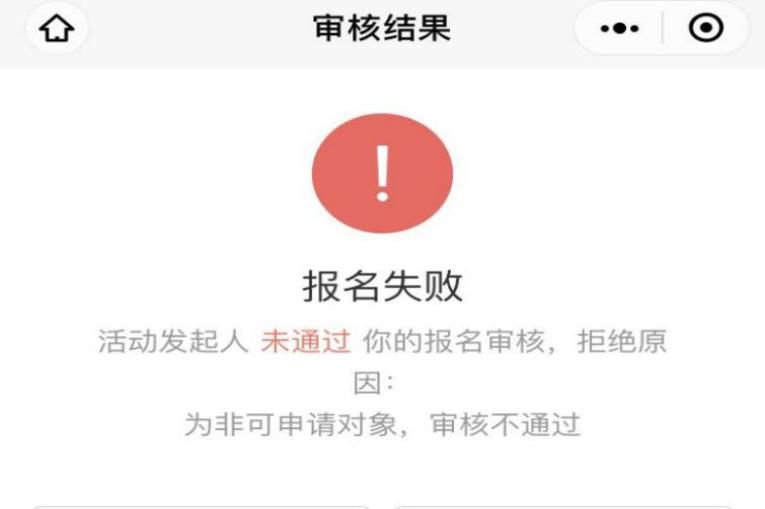 审核结果
报名失败
活动发起人 未通过 你的报名审核，拒绝原
因：
为非可申请对象，审核不通过